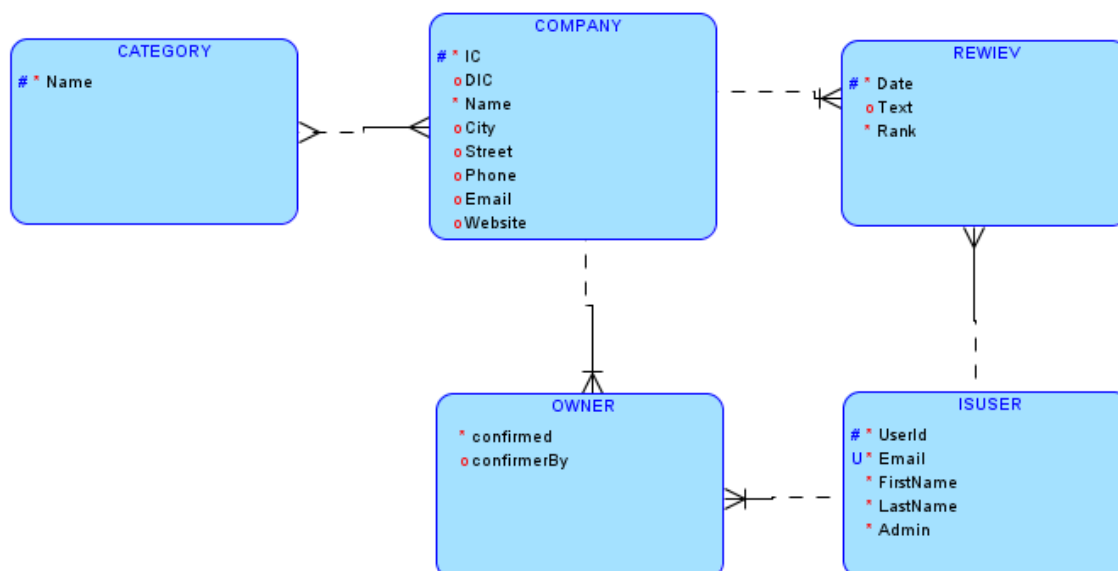 CATEGORY
# * Name
COMPANY
# * IC
o DIC
* Name
o City
o Street
o Phone
o Email
o Website
REWIEV
# * Date
o Text
* Rank
OWNER
* confirmed
o confirmerBy
ISUSER
# * UserId
U * Email
* FirstName
* LastName
* Admin